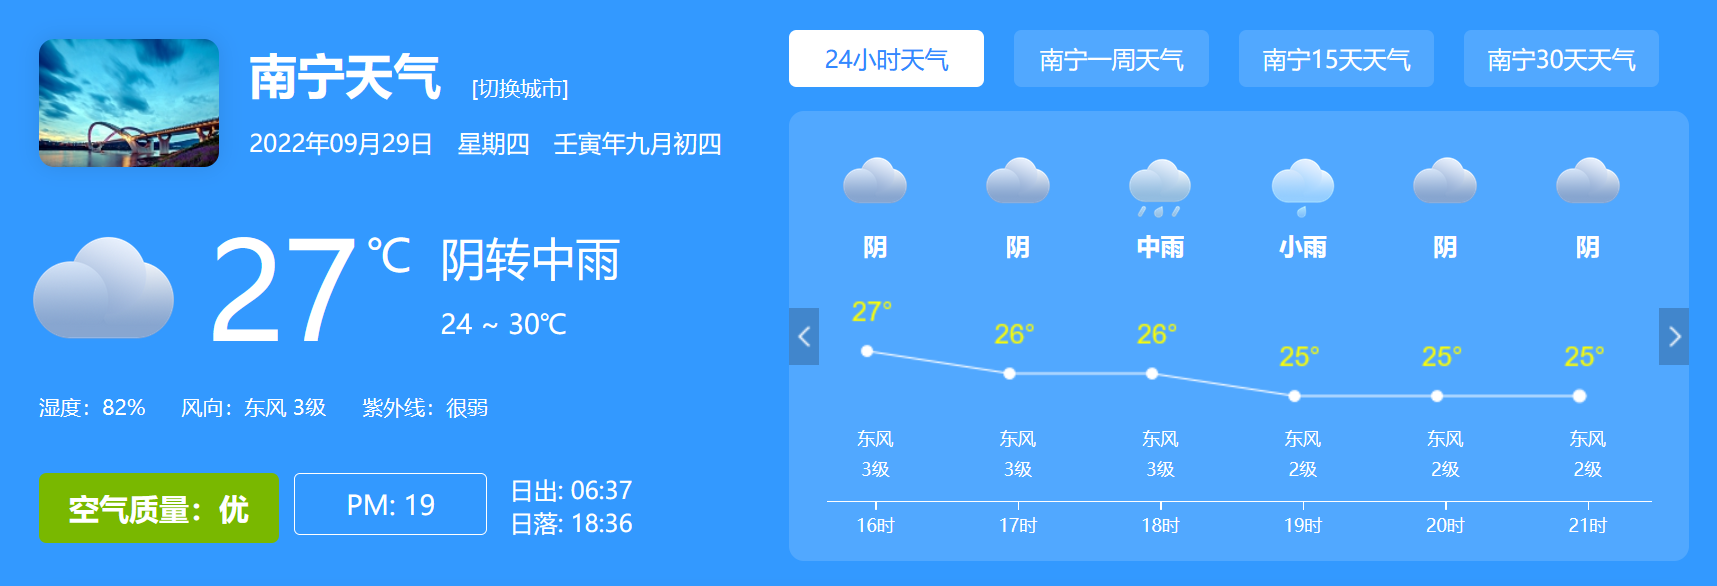 南宁天气 [切换城市]
2022年09月29日 星期四 壬寅年九月初四
27℃ 阴转中雨
24 ~ 30℃
湿度：82% 风向：东风 3级 紫外线：很弱
空气质量：优 PM: 19
日出: 06:37
日落: 18:36
24小时天气 南宁一周天气 南宁15天天气 南宁30天天气
阴 阴 中雨 小雨 阴 阴
27° 26° 26° 25° 25° 25°
东风 东风 东风 东风 东风 东风
3级 3级 3级 2级 2级 2级
16时 17时 18时 19时 20时 21时